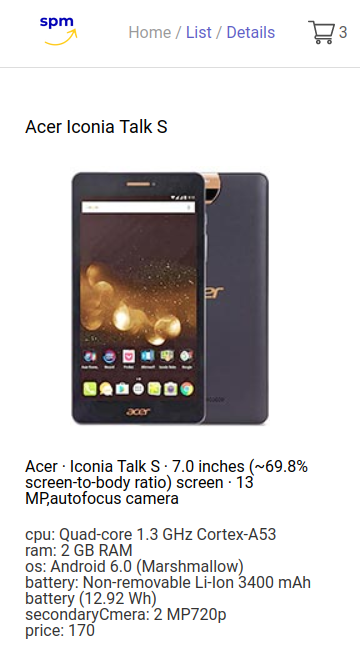 spm
Home / List / Details
3
Acer Iconia Talk S
acer
Acer · Iconia Talk S · 7.0 inches (~69.8%
screen-to-body ratio) screen · 13
MP,autofocus camera
cpu: Quad-core 1.3 GHz Cortex-A53
ram: 2 GB RAM
os: Android 6.0 (Marshmallow)
battery: Non-removable Li-Ion 3400 mAh
battery (12.92 Wh)
secondaryCmera: 2 MP720p
price: 170